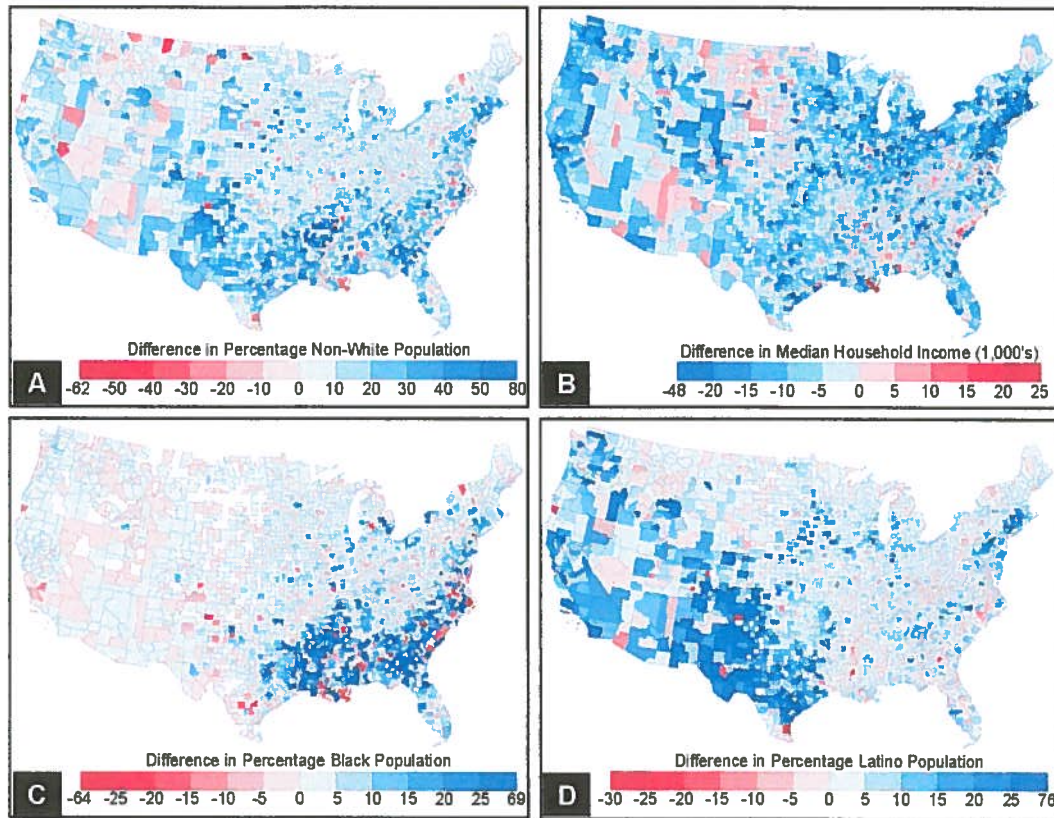 Difference in Percentage Non-White Population
A
-62 -50 -40 -30 -20 -10 0 10 20 30 40 50 80
Difference in Median Household Income (1,000's)
B
-48 -20 -15 -10 -5 0 5 10 15 20 25
Difference in Percentage Black Population
C
-64 -25 -20 -15 -10 -5 0 5 10 15 20 25 69
Difference in Percentage Latino Population
D
-30 -25 -20 -15 -10 -5 0 5 10 15 20 25 76